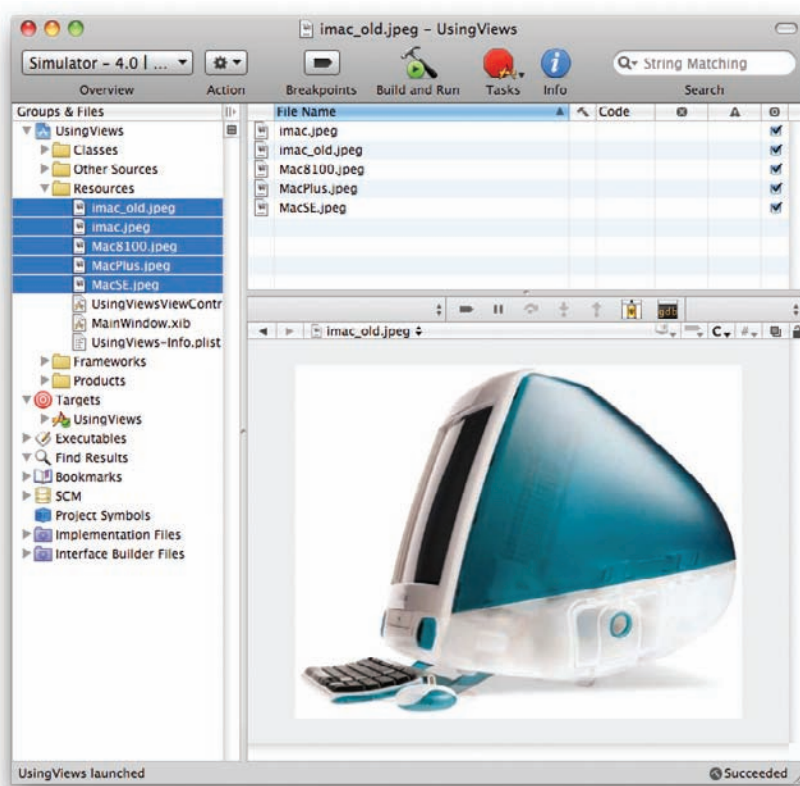 imac_old.jpeg – UsingViews
Simulator - 4.0 | ...
String Matching
Overview
Action
Breakpoints
Build and Run
Tasks
Info
Search
Groups & Files
File Name
Code
UsingViews
Classes
Other Sources
Resources
imac_old.jpeg
imac.jpeg
Mac8100.jpeg
MacPlus.jpeg
MacSE.jpeg
UsingViewsViewContr
MainWindow.xib
UsingViews-Info.plist
Frameworks
Products
Targets
UsingViews
Executables
Find Results
Bookmarks
SCM
Project Symbols
Implementation Files
Interface Builder Files
imac.jpeg
imac_old.jpeg
Mac8100.jpeg
MacPlus.jpeg
MacSE.jpeg
gdb
imac_old.jpeg
C
#
UsingViews launched
Succeeded